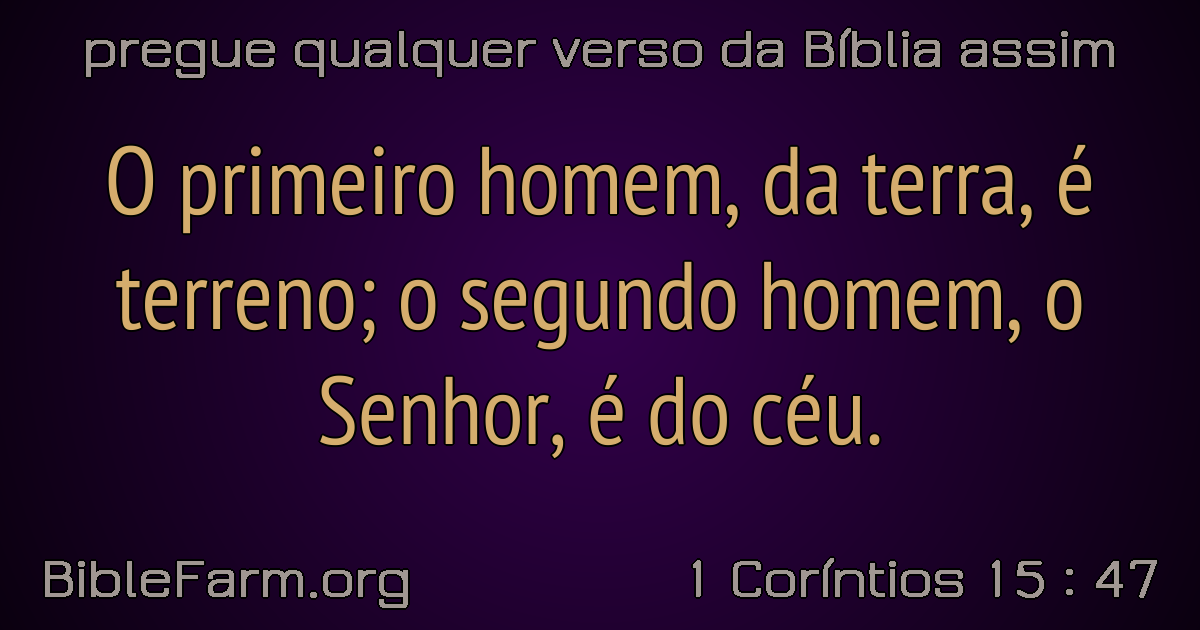 pregue qualquer verso da Bíblia assim
O primeiro homem, da terra, é
terreno; o segundo homem, o
Senhor, é do céu.
BibleFarm.org
1 Coríntios 15 : 47